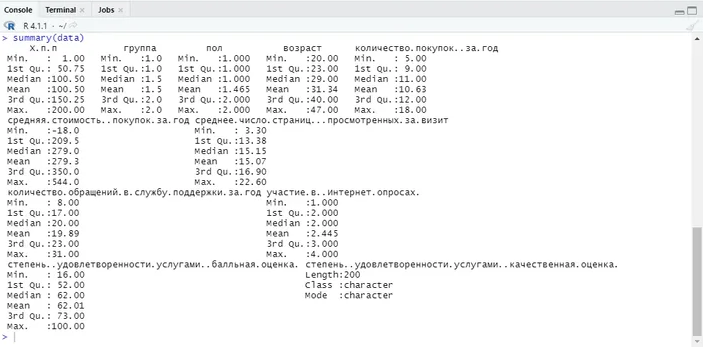 Console Terminal × Jobs ×
R 4.1.1 · ~/
> summary(data)
X.п.п группа пол возраст количество.покупок..за.год
Min. : 1.00 Min. :1.0 Min. :1.000 Min. :20.00 Min. : 5.00
1st Qu.: 50.75 1st Qu.:1.0 1st Qu.:1.000 1st Qu.:23.00 1st Qu.: 9.00
Median :100.50 Median :1.5 Median :1.000 Median :29.00 Median :11.00
Mean :100.50 Mean :1.5 Mean :1.465 Mean :31.34 Mean :10.63
3rd Qu.:150.25 3rd Qu.:2.0 3rd Qu.:2.000 3rd Qu.:40.00 3rd Qu.:12.00
Max. :200.00 Max. :2.0 Max. :2.000 Max. :47.00 Max. :18.00
средняя.стоимость..покупок.за.год среднее.число.страниц...просмотренных.за.визит
Min. :-18.0 Min. : 3.30
1st Qu.:209.5 1st Qu.:13.38
Median :279.0 Median :15.15
Mean :279.3 Mean :15.07
3rd Qu.:350.0 3rd Qu.:16.90
Max. :544.0 Max. :22.60
количество.обращений.в.службу.поддержки.за.год участие.в..интернет.опросах.
Min. : 8.00 Min. :1.000
1st Qu.:17.00 1st Qu.:2.000
Median :20.00 Median :2.000
Mean :19.89 Mean :2.445
3rd Qu.:23.00 3rd Qu.:3.000
Max. :31.00 Max. :4.000
степень..удовлетворенности.услугами..балльная.оценка. степень..удовлетворенности.услугами..качественная.оценка.
Min. : 16.00 Length:200
1st Qu.: 52.00 Class :character
Median : 62.00 Mode :character
Mean : 62.01
3rd Qu.: 73.00
Max. :100.00
>